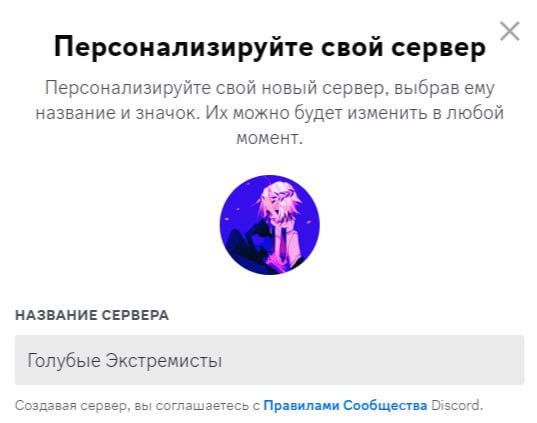 Персонализируйте свой сервер
Персонализируйте свой новый сервер, выбрав ему
название и значок. Их можно будет изменить в любой
момент.
НАЗВАНИЕ СЕРВЕРА
Голубые Экстремисты
Создавая сервер, вы соглашаетесь с Правилами Сообщества Discord.